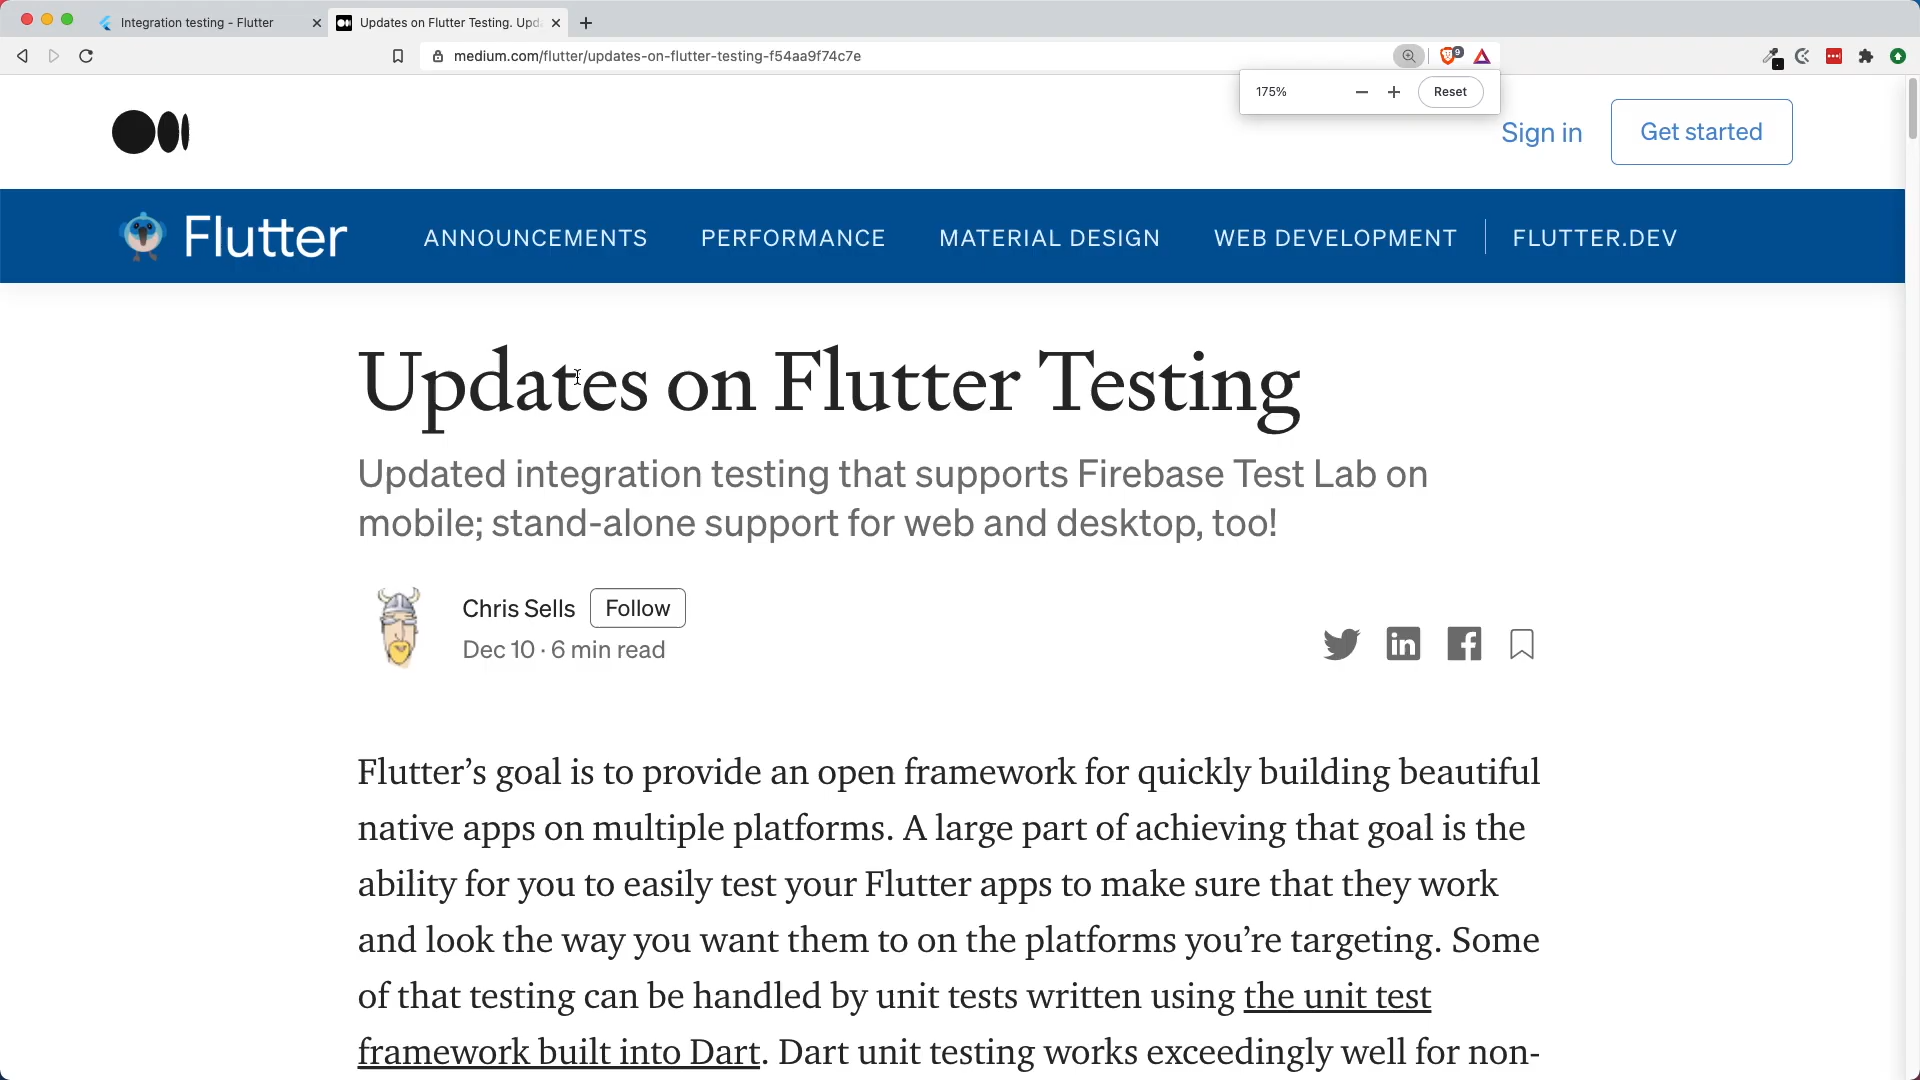 Integration testing - Flutter
Updates on Flutter Testing. Upd
medium.com/flutter/updates-on-flutter-testing-f54aa9f74c7e
9
175%
Reset
Sign in
Get started
Flutter
ANNOUNCEMENTS
PERFORMANCE
MATERIAL DESIGN
WEB DEVELOPMENT
FLUTTER.DEV
Updates on Flutter Testing
Updated integration testing that supports Firebase Test Lab on
mobile; stand-alone support for web and desktop, too!
Chris Sells
Follow
Dec 10 · 6 min read
Flutter’s goal is to provide an open framework for quickly building beautiful
native apps on multiple platforms. A large part of achieving that goal is the
ability for you to easily test your Flutter apps to make sure that they work
and look the way you want them to on the platforms you’re targeting. Some
of that testing can be handled by unit tests written using the unit test
framework built into Dart. Dart unit testing works exceedingly well for non-